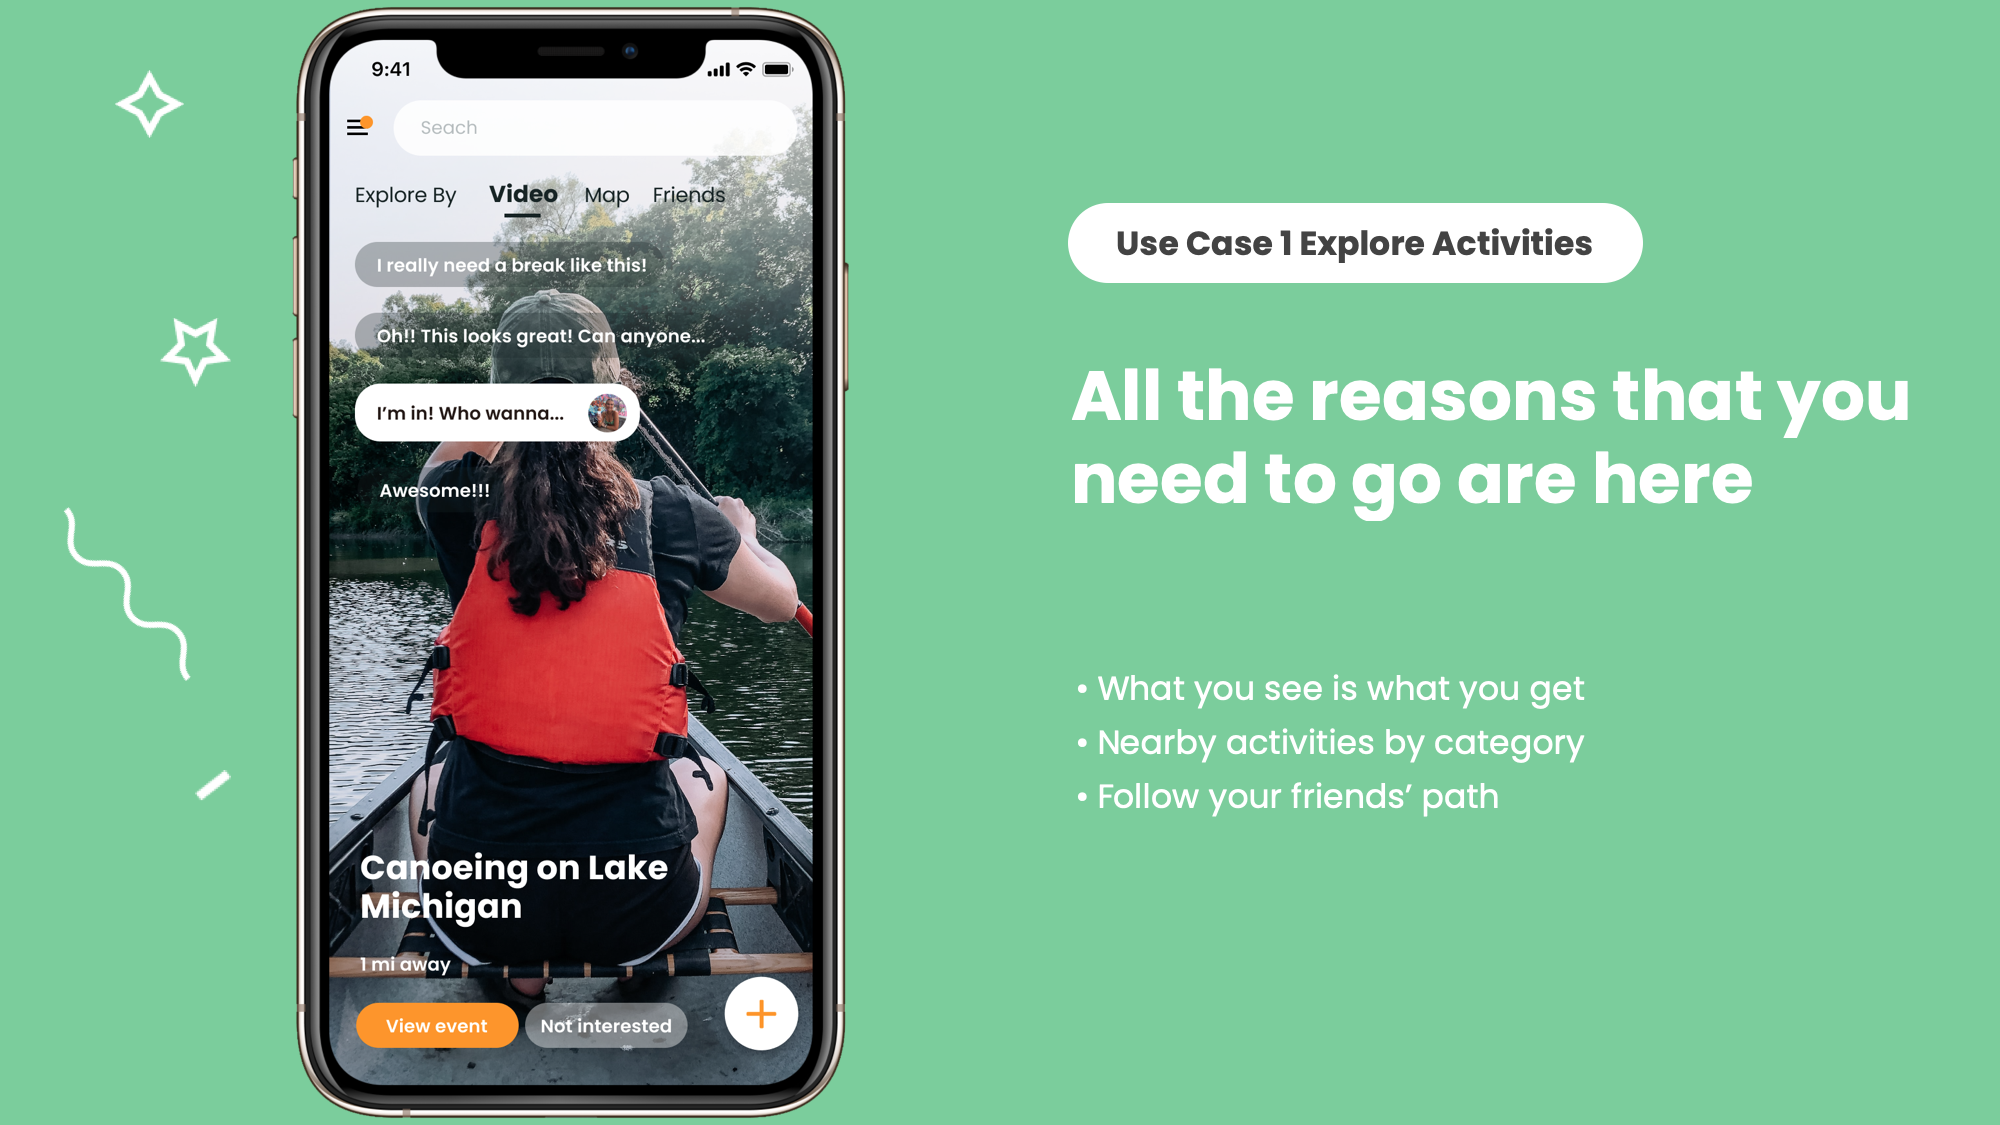 9:41
Seach
Explore By Video Map Friends
I really need a break like this!
Oh!! This looks great! Can anyone...
I'm in! Who wanna...
Awesome!!!
Canoeing on Lake
Michigan
1 mi away
View event Not interested
Use Case 1 Explore Activities
All the reasons that you
need to go are here
• What you see is what you get
• Nearby activities by category
• Follow your friends' path